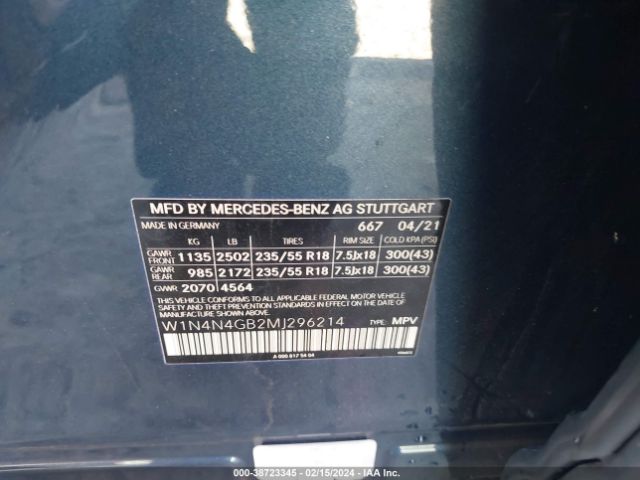 MFD BY MERCEDES-BENZ AG STUTTGART
MADE IN GERMANY 667 04/21
KG LB TIRES RIM SIZE COLD KPA (PSI)
GAWR FRONT 1135 2502 235/55 R18 7.5Jx18 300(43)
GAWR REAR 985 2172 235/55 R18 7.5Jx18 300(43)
GVWR 2070 4564
THIS VEHICLE CONFORMS TO ALL APPLICABLE FEDERAL MOTOR VEHICLE
SAFETY AND THEFT PREVENTION STANDARDS IN EFFECT ON THE DATE OF
MANUFACTURE SHOWN ABOVE.
W1N4N4GB2MJ296214 TYPE: MPV
A 000 817 54 04
000-38723345 - 02/15/2024 - IAA Inc.